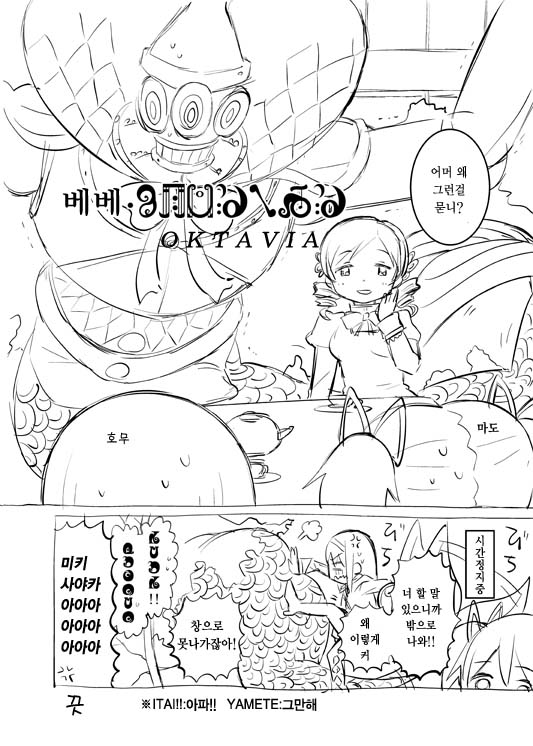 어머 왜
그런걸
묻니?
베베·
OKTAVIA
호무
마도
시간정지중
너 할 말
있으니까
밖으로
나와!!
왜
이렇게
커
창으로
못나가잖아!
미키
사야카
아아아
아아아
아아아
끗
※ITAI!!!:아파!! YAMETE:그만해